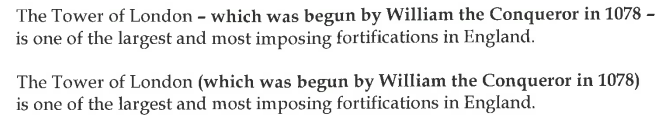 The Tower of London – which was begun by William the Conqueror in 1078 –
is one of the largest and most imposing fortifications in England.
The Tower of London (which was begun by William the Conqueror in 1078)
is one of the largest and most imposing fortifications in England.